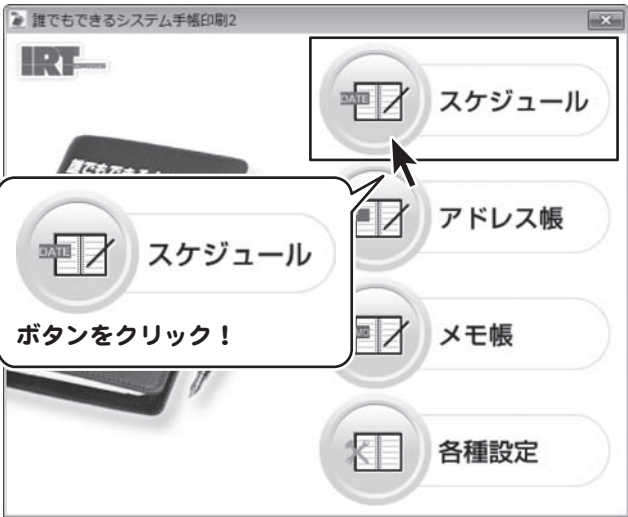 誰でもできるシステム手帳印刷2
IRT
DATE
スケジュール
アドレス帳
DATE
スケジュール
ボタンをクリック！
メモ帳
各種設定